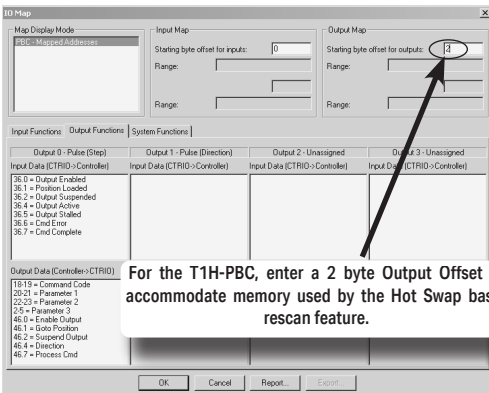 IO Map
Map Display Mode
PBC - Mapped Addresses
Input Map
Starting byte offset for inputs: 0
Range:
Range:
Output Map
Starting byte offset for outputs: 2
Range:
Range:
Input Functions Output Functions System Functions
Output 0 - Pulse (Step) Output 1 - Pulse (Direction) Output 2 - Unassigned Output 3 - Unassigned
Input Data (CTRIO->Controller) Input Data (CTRIO->Controller) Input Data (CTRIO->Controller) Input Data (CTRIO->Controller)
36.0 = Output Enabled
36.1 = Position Loaded
36.2 = Output Suspended
36.4 = Output Active
36.5 = Output Stalled
36.6 = Cmd Error
36.7 = Cmd Complete
Output Data (Controller->CTRIO)
18-19 = Command Code
20-21 = Parameter 1
22-23 = Parameter 2
2-5 = Parameter 3
46.0 = Enable Output
46.1 = Goto Position
46.2 = Suspend Output
46.4 = Direction
46.7 = Process Cmd
For the T1H-PBC, enter a 2 byte Output Offset
accommodate memory used by the Hot Swap bas
rescan feature.
OK Cancel Report... Export...